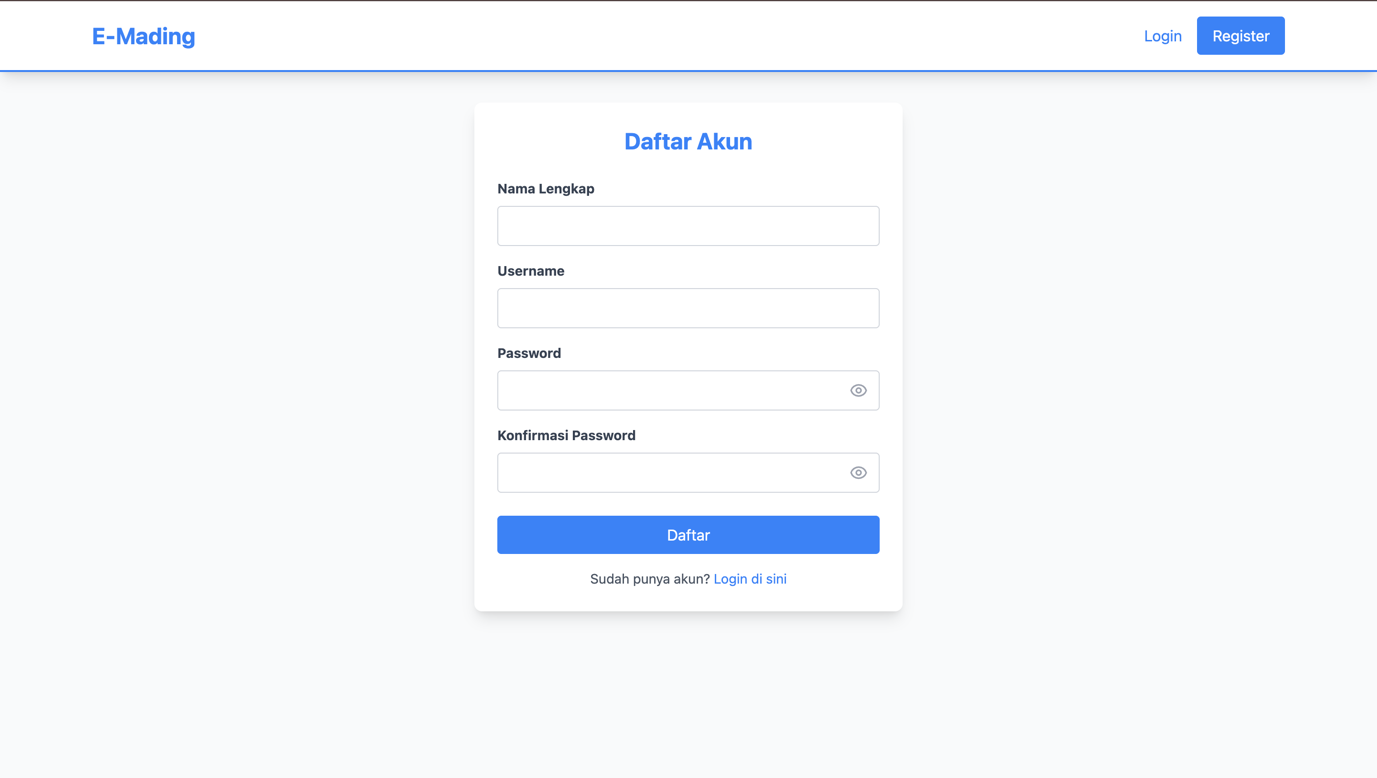 E-Mading
Login
Register
Daftar Akun
Nama Lengkap
Username
Password
Konfirmasi Password
Daftar
Sudah punya akun? Login di sini